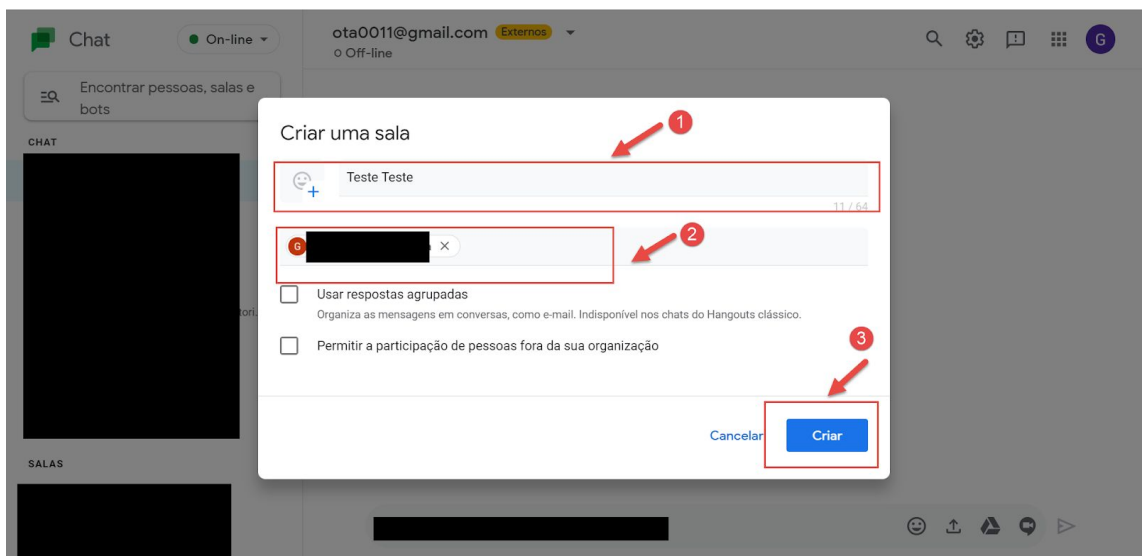 Chat
On-line
ota0011@gmail.com Externos
Off-line
G
Encontrar pessoas, salas e
bots
CHAT
Criar uma sala
1
Teste Teste
11 / 64
2
G
Usar respostas agrupadas
Organiza as mensagens em conversas, como e-mail. Indisponível nos chats do Hangouts clássico.
tori.
Permitir a participação de pessoas fora da sua organização
3
Cancelar
Criar
SALAS